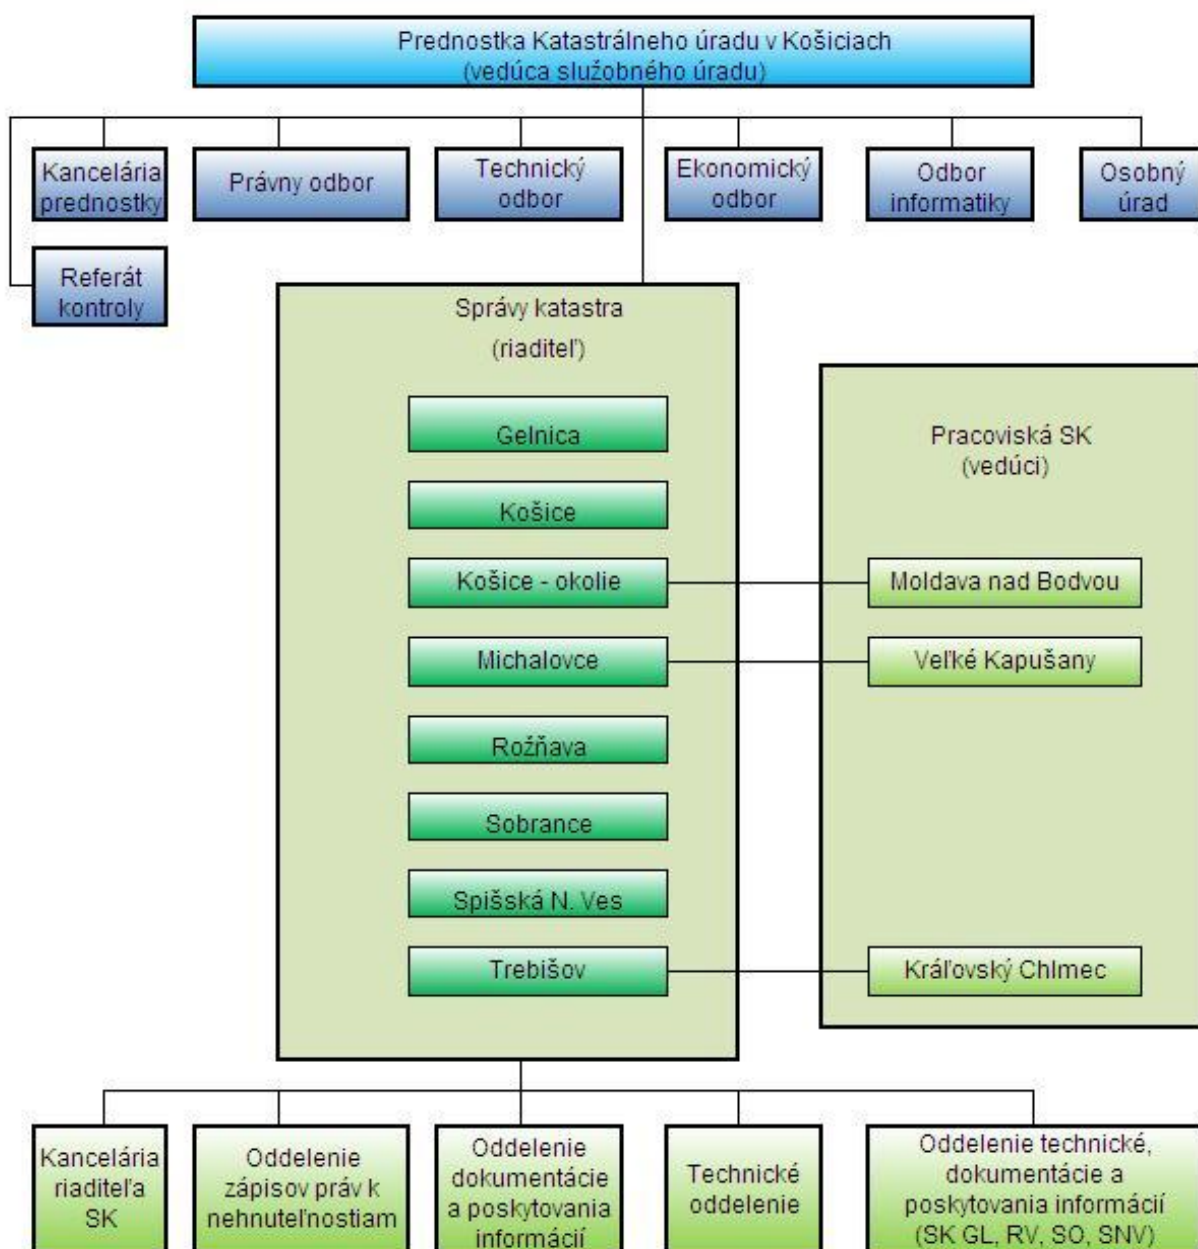 Prednostka Katastrálneho úradu v Košiciach
(vedúca služobného úradu)
Kancelária
prednostky
Právny odbor
Technický
odbor
Ekonomický
odbor
Odbor
informatiky
Osobný
úrad
Referát
kontroly
Správy katastra
(riaditeľ)
Gelnica
Košice
Košice - okolie
Michalovce
Rožňava
Sobrance
Spišská N. Ves
Trebišov
Pracoviská SK
(vedúci)
Moldava nad Bodvou
Veľké Kapušany
Kráľovský Chlmec
Kancelária
riaditeľa
SK
Oddelenie
zápisov práv k
nehnuteľnostiam
Oddelenie
dokumentácie
a poskytovania
informácií
Technické
oddelenie
Oddelenie technické,
dokumentácie a
poskytovania informácií
(SK GL, RV, SO, SNV)